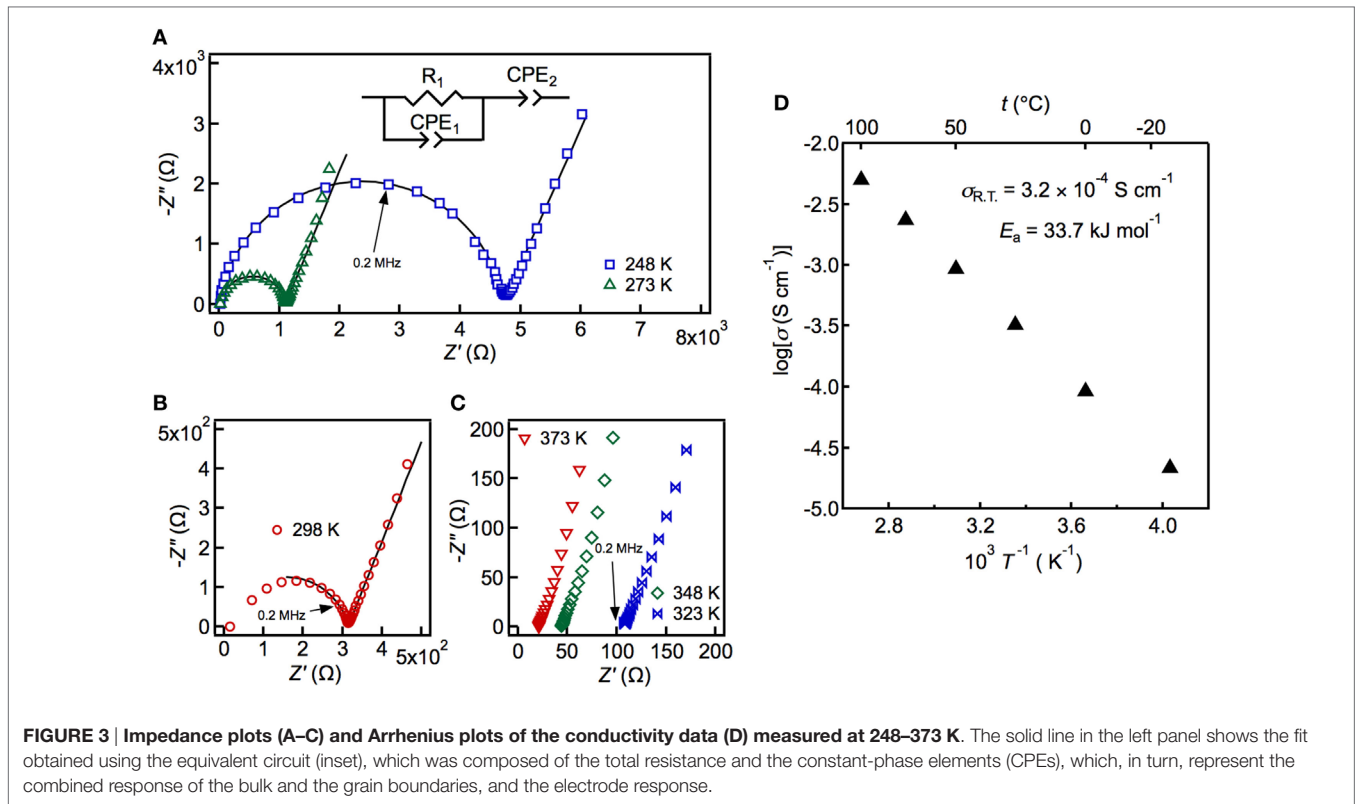 A
4x10³
3
2
1
0
-Z″ (Ω)
R₁
CPE₁
CPE₂
0.2 MHz
248 K
273 K
0 1 2 3 4 5 6 7 8x10³
Z′ (Ω)
B
5x10²
4
3
2
1
0
-Z″ (Ω)
298 K
0.2 MHz
0 1 2 3 4 5x10²
Z′ (Ω)
C
200
150
100
50
0
-Z″ (Ω)
373 K
0.2 MHz
348 K
323 K
0 50 100 150 200
Z′ (Ω)
D
t (°C)
100 50 0 -20
-2.0
-2.5
-3.0
-3.5
-4.0
-4.5
-5.0
log[σ (S cm⁻¹)]
σR.T. = 3.2 × 10⁻⁴ S cm⁻¹
Eₐ = 33.7 kJ mol⁻¹
2.8 3.2 3.6 4.0
10³ T⁻¹ ( K⁻¹)
FIGURE 3 | Impedance plots (A–C) and Arrhenius plots of the conductivity data (D) measured at 248–373 K. The solid line in the left panel shows the fit
obtained using the equivalent circuit (inset), which was composed of the total resistance and the constant-phase elements (CPEs), which, in turn, represent the
combined response of the bulk and the grain boundaries, and the electrode response.